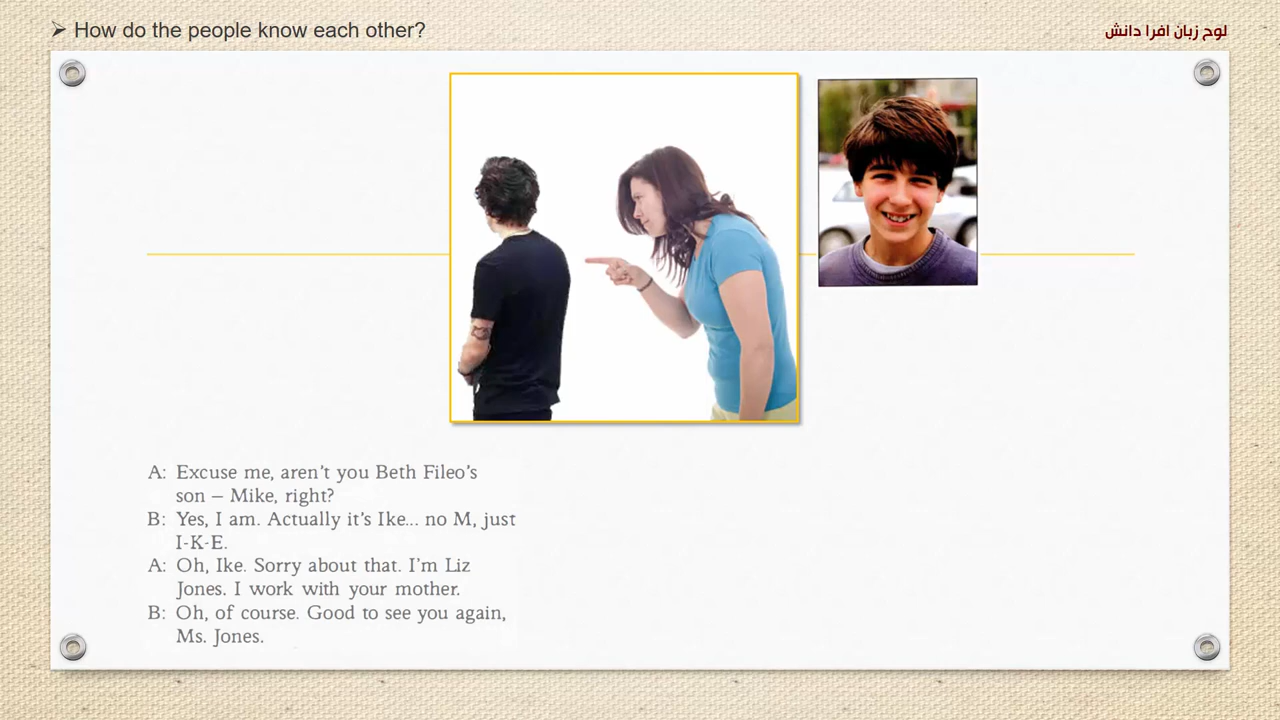 ➢ How do the people know each other?
لوح زبان افرا دانش
A: Excuse me, aren't you Beth Fileo's
son – Mike, right?
B: Yes, I am. Actually it's Ike... no M, just
I-K-E.
A: Oh, Ike. Sorry about that. I'm Liz
Jones. I work with your mother.
B: Oh, of course. Good to see you again,
Ms. Jones.